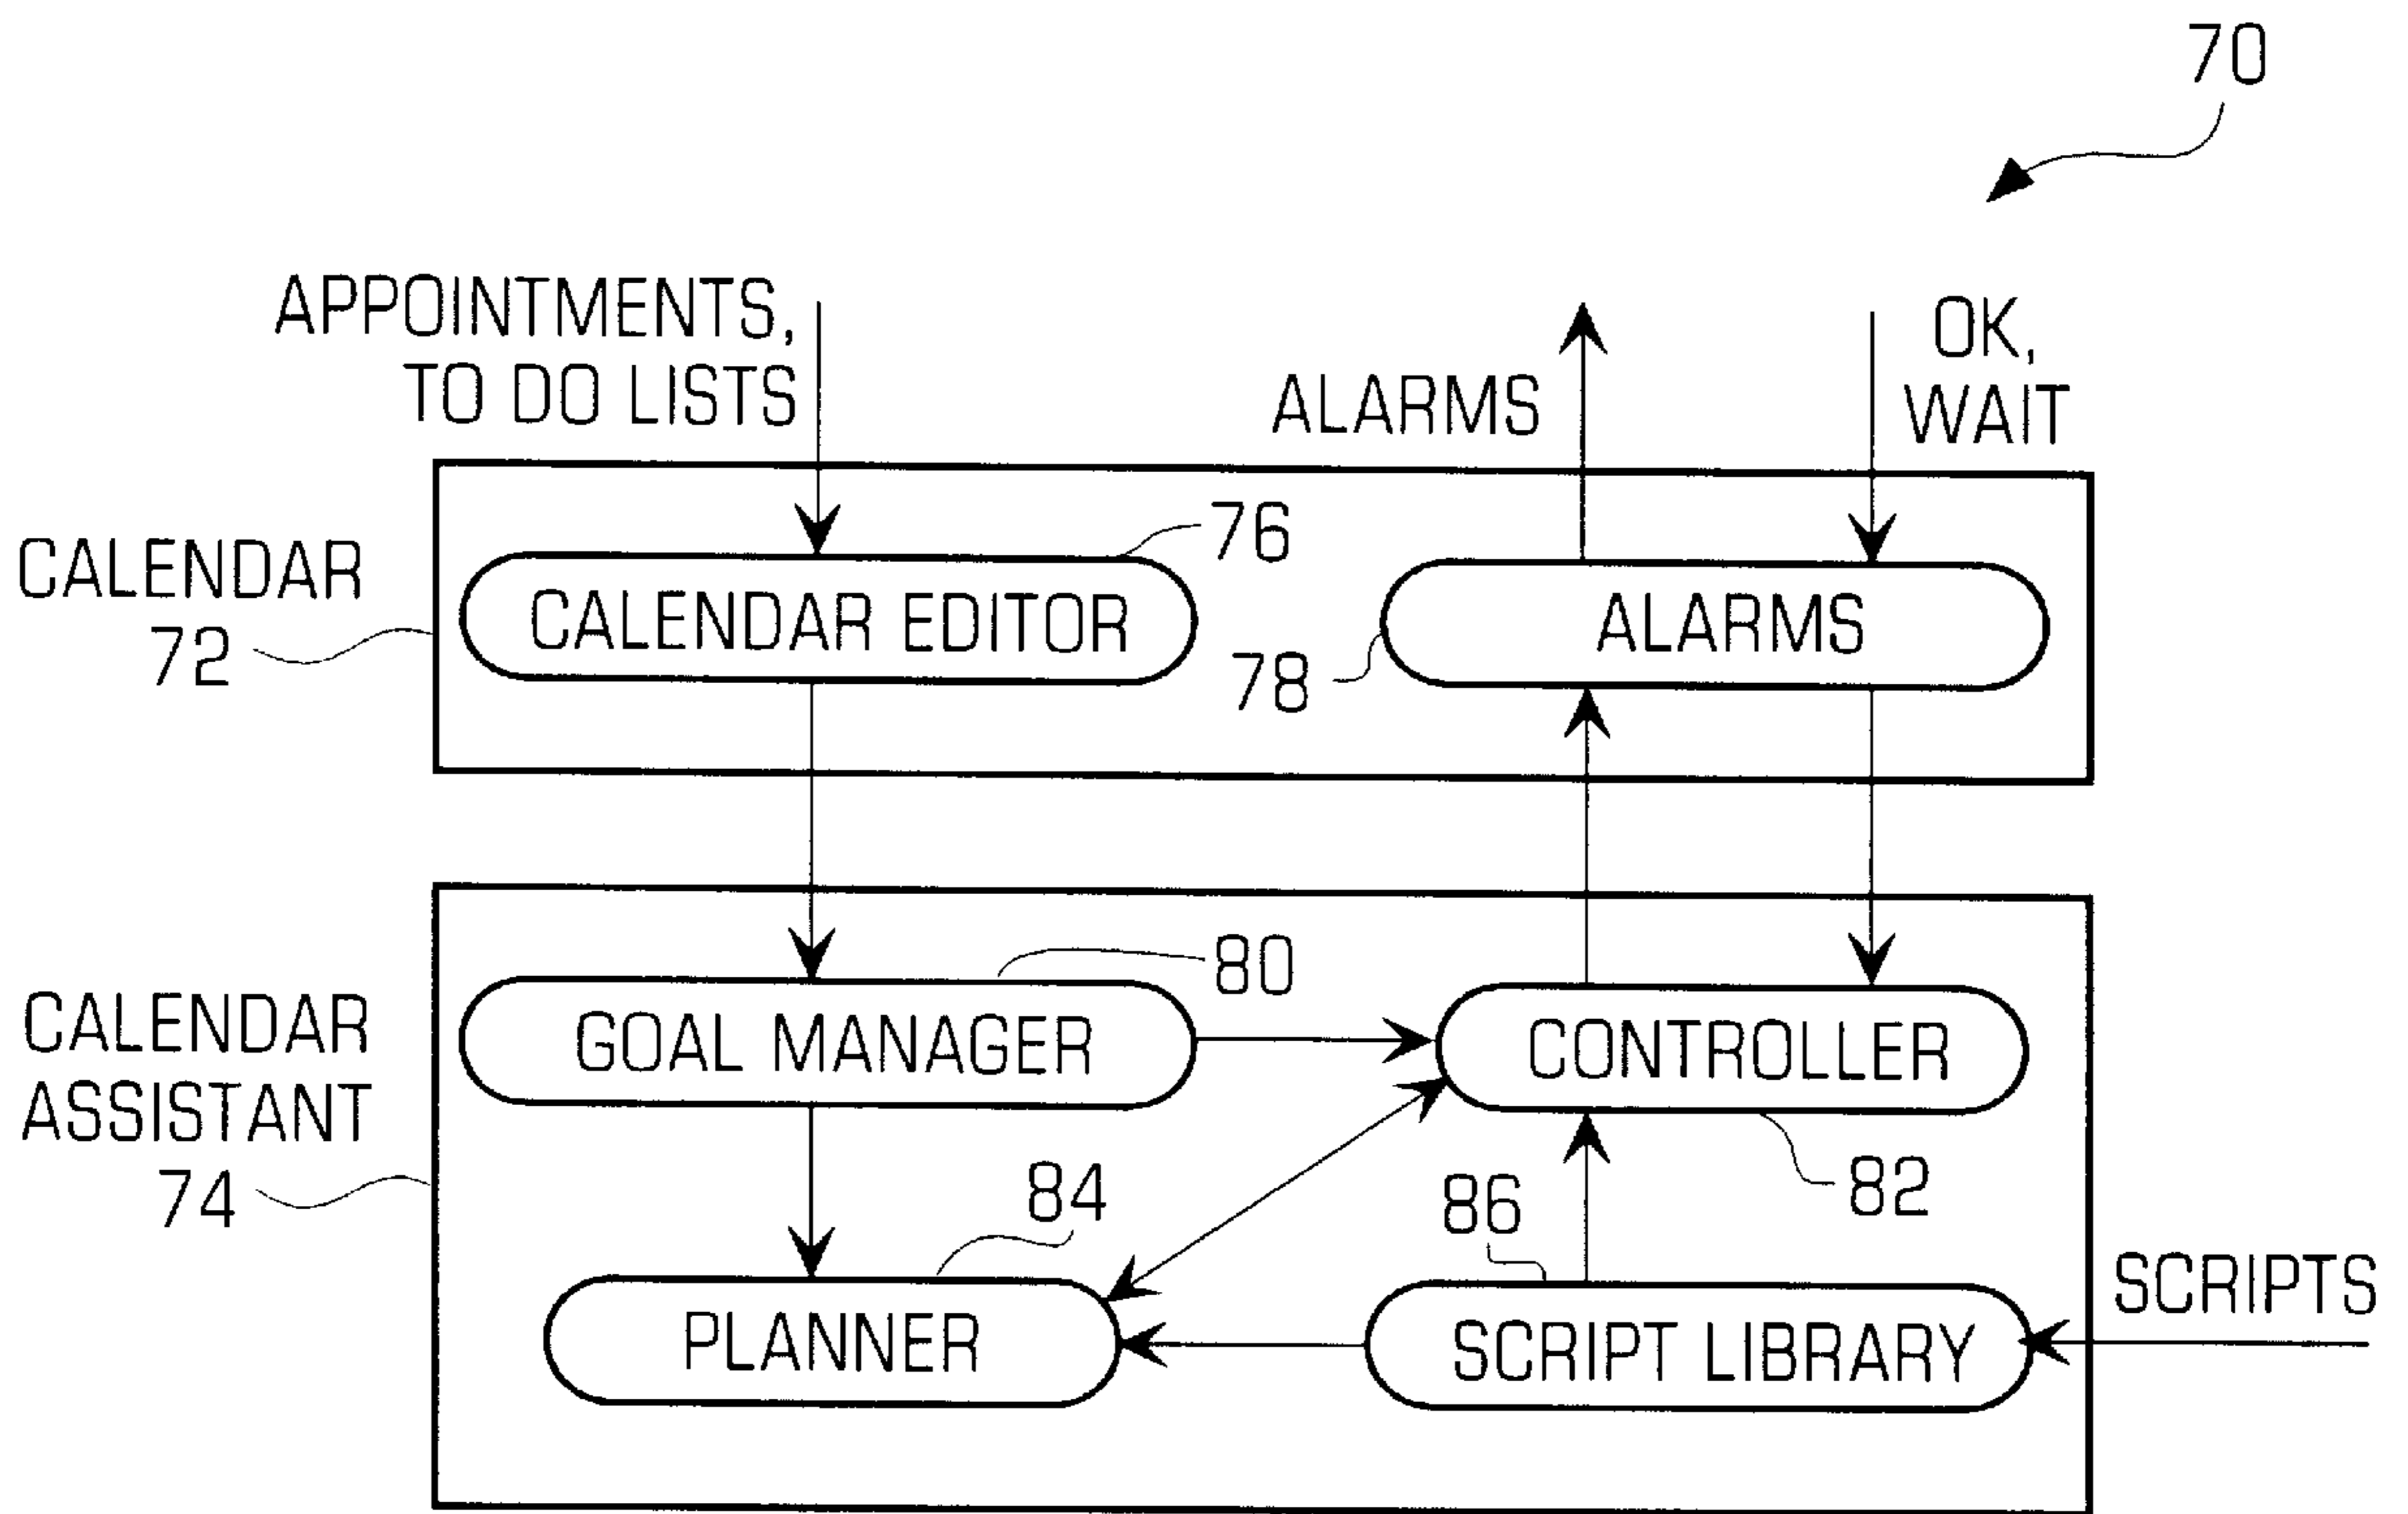 70
APPOINTMENTS,
TO DO LISTS
ALARMS
OK,
WAIT
CALENDAR
72
76
CALENDAR EDITOR
78
ALARMS
CALENDAR
ASSISTANT
74
80
GOAL MANAGER
CONTROLLER
82
84
86
PLANNER
SCRIPT LIBRARY
SCRIPTS